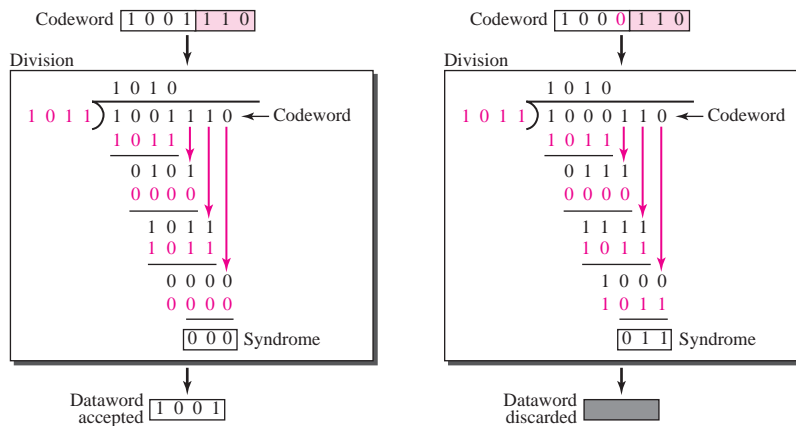 Codeword 1 0 0 1 1 1 0
Division
1 0 1 0
1 0 1 1 1 0 0 1 1 1 0 Codeword
1 0 1 1
0 1 0 1
0 0 0 0
1 0 1 1
1 0 1 1
0 0 0 0
0 0 0 0
0 0 0 Syndrome
Dataword
accepted 1 0 0 1
Codeword 1 0 0 0 1 1 0
Division
1 0 1 0
1 0 1 1 1 0 0 0 1 1 0 Codeword
1 0 1 1
0 1 1 1
0 0 0 0
1 1 1 1
1 0 1 1
1 0 0 0
1 0 1 1
0 1 1 Syndrome
Dataword
discarded